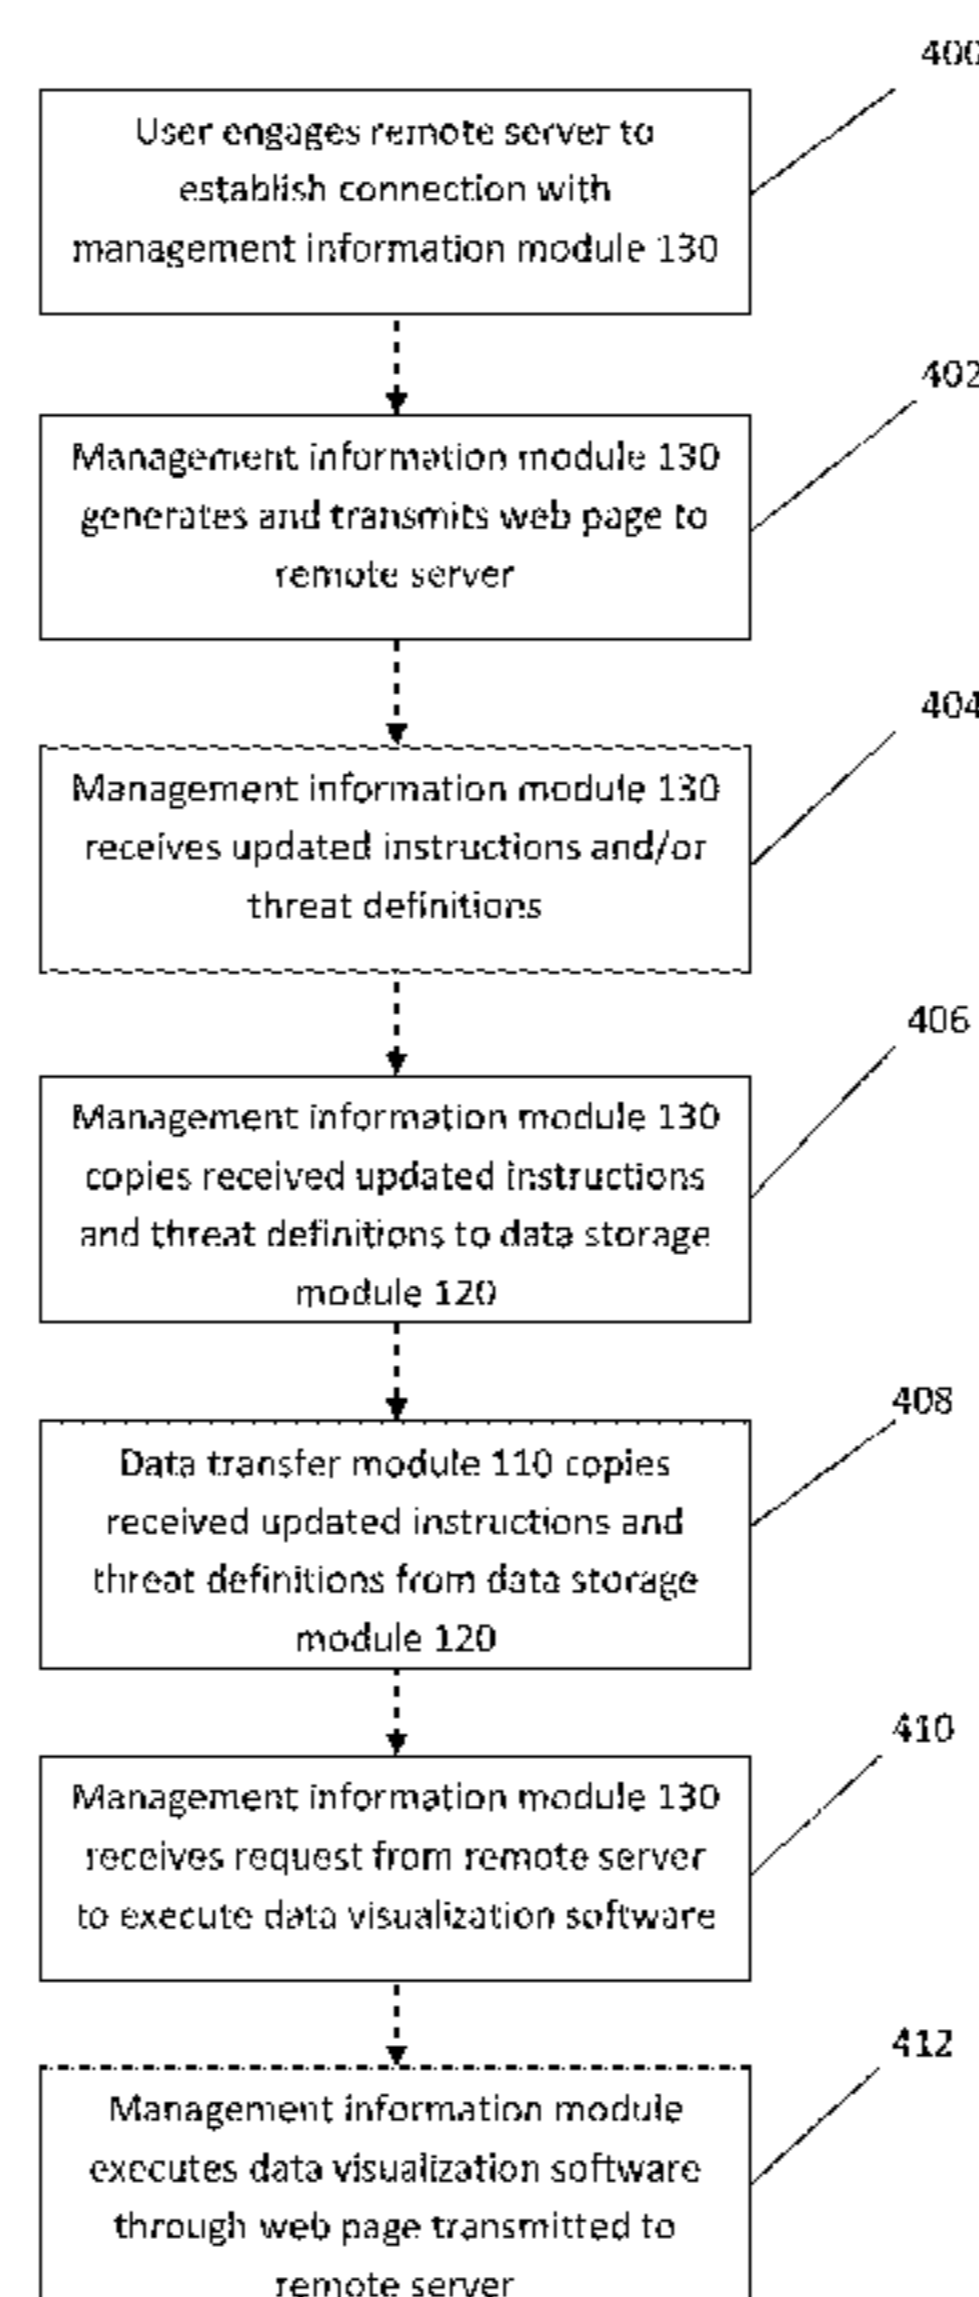 400
User engages remote server to
establish connection with
management information module 130
402
Management information module 130
generates and transmits web page to
remote server
404
Management information module 130
receives updated instructions and/or
threat definitions
406
Management information module 130
copies received updated instructions
and threat definitions to data storage
module 120
408
Data transfer module 110 copies
received updated instructions and
threat definitions from data storage
module 120
410
Management information module 130
receives request from remote server
to execute data visualization software
412
Management information module
executes data visualization software
through web page transmitted to
remote server